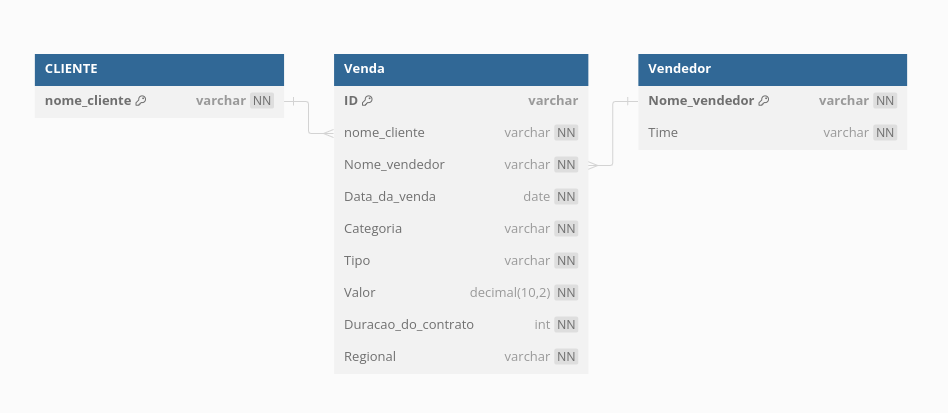 CLIENTE
nome_cliente varchar NN
Venda
ID varchar
nome_cliente varchar NN
Nome_vendedor varchar NN
Data_da_venda date NN
Categoria varchar NN
Tipo varchar NN
Valor decimal(10,2) NN
Duracao_do_contrato int NN
Regional varchar NN
Vendedor
Nome_vendedor varchar NN
Time varchar NN